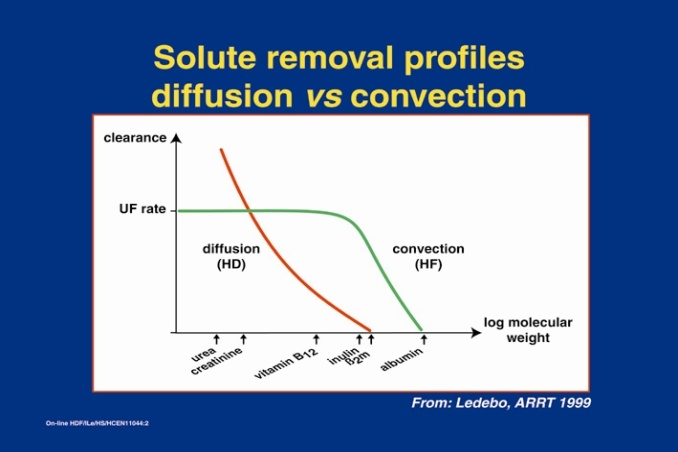 Solute removal profiles
diffusion vs convection
clearance
UF rate
diffusion
(HD)
convection
(HF)
log molecular
weight
urea
creatinine
vitamin B12
inulin
β2m
albumin
From: Ledebo, ARRT 1999
On-line HDF/ILe/HS/HCEN11044:2